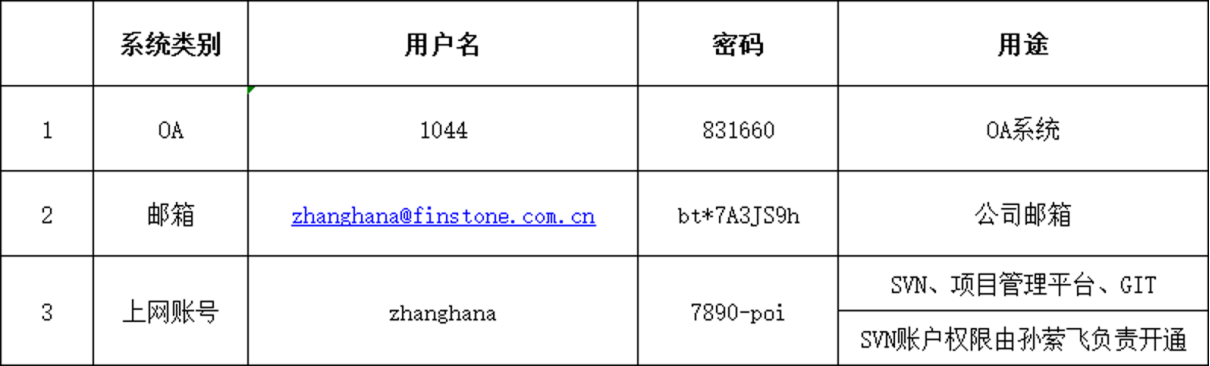 系统类别 用户名 密码 用途
1 OA 1044 831660 OA系统
2 邮箱 zhanghana@finstone.com.cn bt*7A3JS9h 公司邮箱
3 上网账号 zhanghana 7890-poi SVN、项目管理平台、GIT
SVN账户权限由孙萦飞负责开通